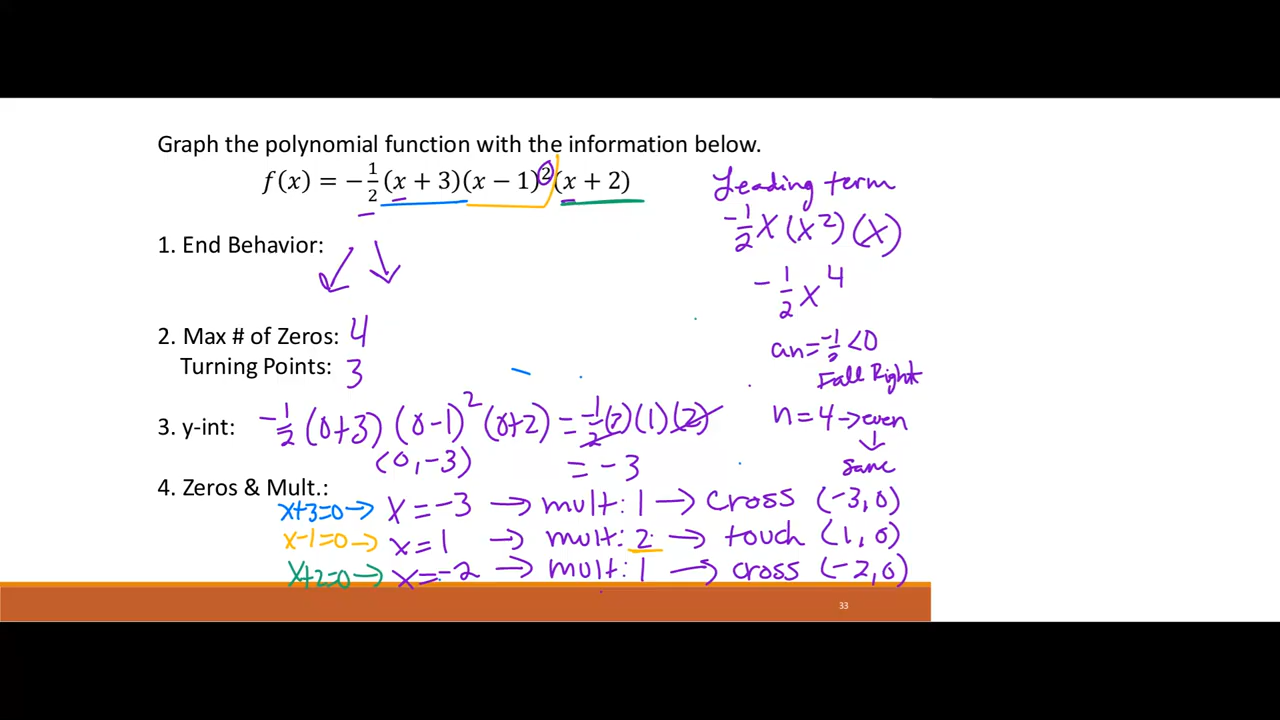 Graph the polynomial function with the information below.
f(x) = −1/2(x + 3)(x − 1)²(x + 2)
Leading term
-1/2 x (x²) (x)
1. End Behavior:
-1/2 x⁴
2. Max # of Zeros: 4
an = -1/2 < 0
Turning Points: 3
Fall Right
3. y-int: -1/2 (0+3) (0-1)² (0+2) = -1/2 (3) (1) (2)
n = 4 → even
(0, -3) = -3
↓
same
4. Zeros & Mult.:
x+3=0 → x = -3 → mult: 1 → cross (-3, 0)
x-1=0 → x = 1 → mult: 2 → touch (1, 0)
x+2=0 → x = -2 → mult: 1 → cross (-2, 0)
33